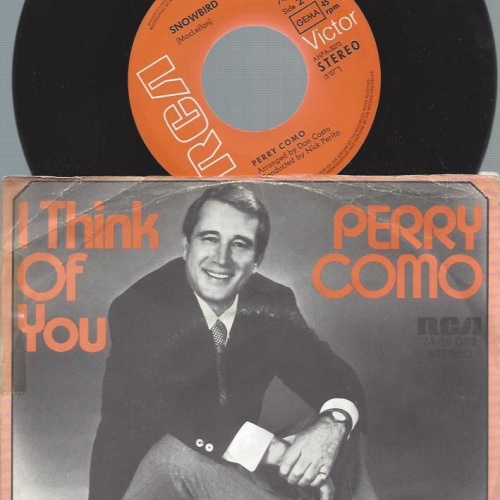 SNOWBIRD
(MacLellan)
Side 2
GEMA
45
rpm
Victor
STEREO
RCA
PERRY COMO
Arranged by Don Costa
Conducted by Nick Perito
I Think
Of
You
PERRY
COMO
RCA
STEREO